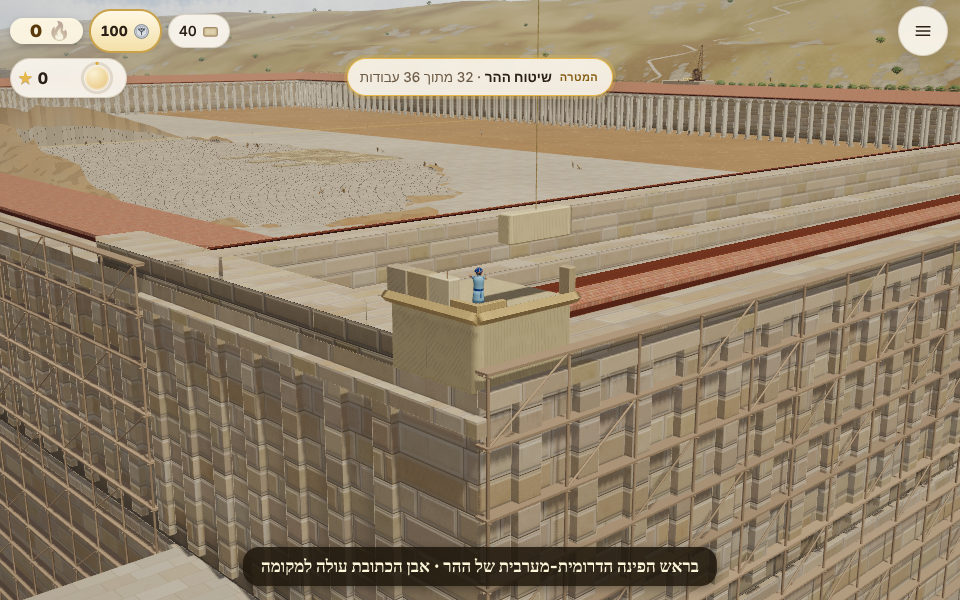 0
100
40
0
המטרה שיטוח ההר · 32 מתוך 36 עבודות
בראש הפינה הדרומית-מערבית של ההר · אבן הכתובת עולה למקומה